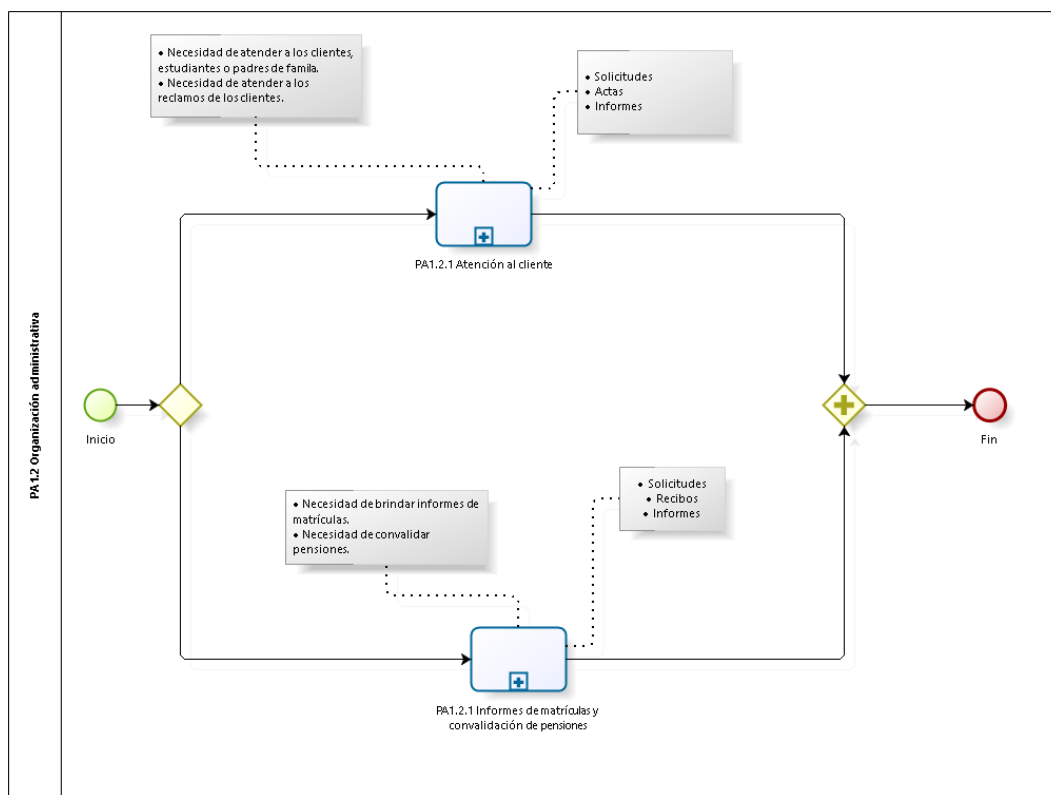 PA1.2 Organización administrativa
• Necesidad de atender a los clientes,
estudiantes o padres de famila.
• Necesidad de atender a los
reclamos de los clientes.
• Solicitudes
• Actas
• Informes
PA1.2.1 Atención al cliente
Inicio
Fin
• Necesidad de brindar informes de
matrículas.
• Necesidad de convalidar
pensiones.
• Solicitudes
• Recibos
• Informes
PA1.2.1 Informes de matrículas y
convalidación de pensiones